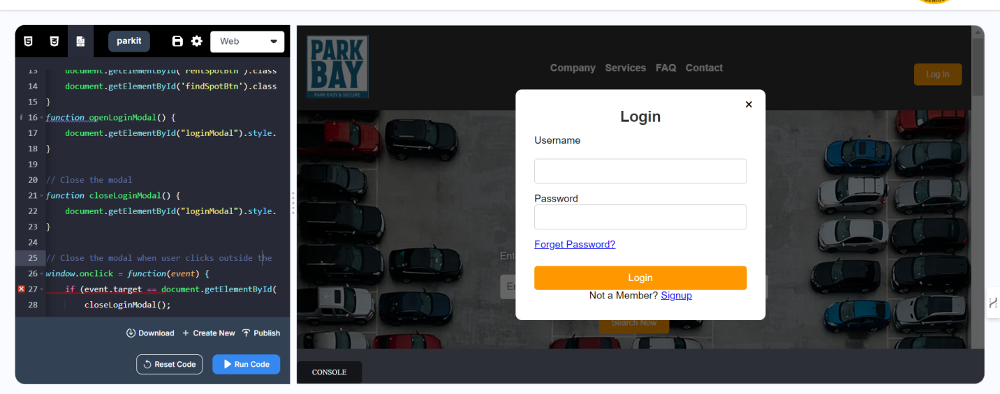 GENIUS
parkit
Web
13 document.getElementById('rentSpotBtn').class
14 document.getElementById('findSpotBtn').class
15 }
i 16 function openLoginModal() {
17 document.getElementById("loginModal").style.
18 }
19
20 // Close the modal
21 function closeLoginModal() {
22 document.getElementById("loginModal").style.
23 }
24
25 // Close the modal when user clicks outside the
26 window.onclick = function(event) {
27 if (event.target == document.getElementById(
28 closeLoginModal();
Download + Create New Publish
Reset Code Run Code
PARK
BAY
PARK EASY & SECURE
Company Services FAQ Contact
Log In
×
Login
Username
Password
Forget Password?
Login
Not a Member? Signup
Search Now
CONSOLE